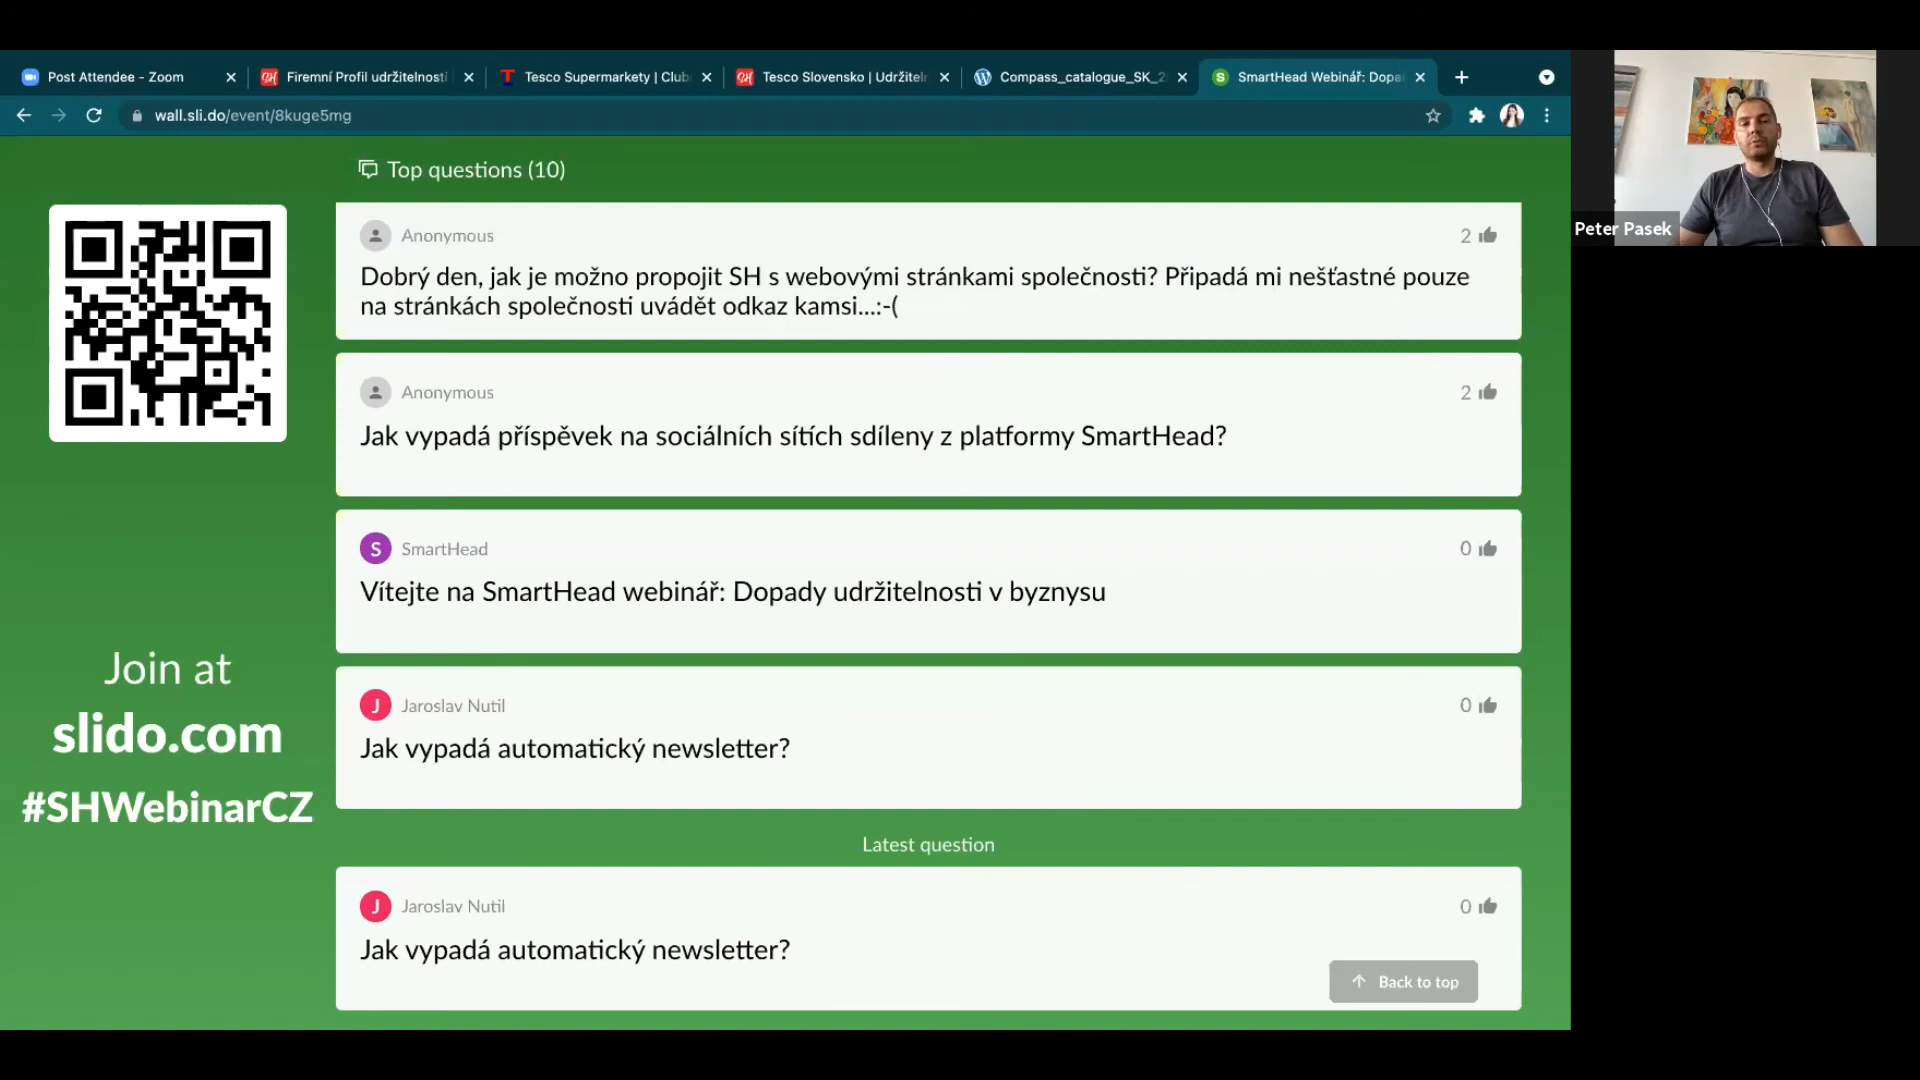 Post Attendee - Zoom
Firemní Profil udržitelnosti
Tesco Supermarkety | Club
Tesco Slovensko | Udržiteln
Compass_catalogue_SK_2
SmartHead Webinář: Dopa
wall.sli.do/event/8kuge5mg
Peter Pasek
Top questions (10)
Anonymous
2
Dobrý den, jak je možno propojit SH s webovými stránkami společnosti? Připadá mi nešťastné pouze
na stránkách společnosti uvádět odkaz kamsi...:-(
Anonymous
2
Jak vypadá příspěvek na sociálních sítích sdíleny z platformy SmartHead?
S
SmartHead
0
Vítejte na SmartHead webinář: Dopady udržitelnosti v byznysu
J
Jaroslav Nutil
0
Jak vypadá automatický newsletter?
Latest question
J
Jaroslav Nutil
0
Jak vypadá automatický newsletter?
Back to top
Join at
slido.com
#SHWebinarCZ